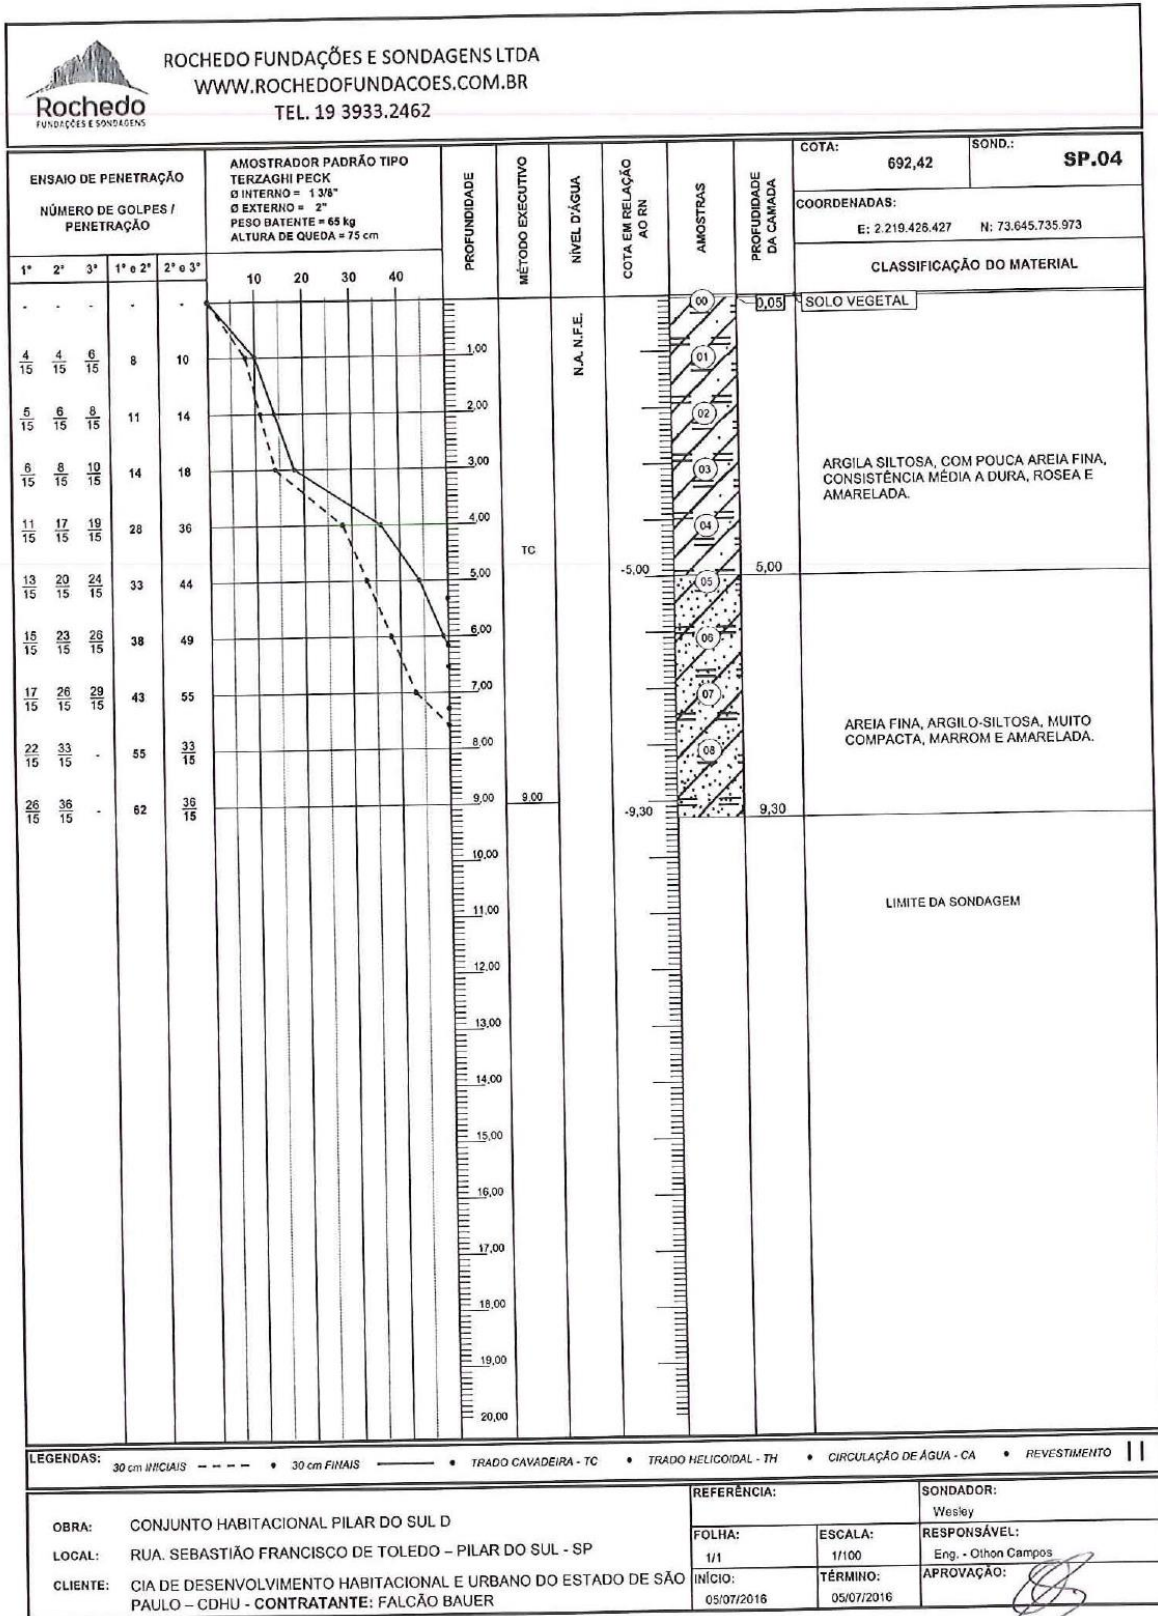 ROCHEDO FUNDAÇÕES E SONDAGENS LTDA
WWW.ROCHEDOFUNDACOES.COM.BR
TEL. 19 3933.2462
Rochedo
FUNDAÇÕES E SONDAGENS
ENSAIO DE PENETRAÇÃO
NÚMERO DE GOLPES /
PENETRAÇÃO
1° 2° 3° 1° e 2° 2° e 3°
AMOSTRADOR PADRÃO TIPO
TERZAGHI PECK
Ø INTERNO = 1 3/8"
Ø EXTERNO = 2"
PESO BATENTE = 65 kg
ALTURA DE QUEDA = 75 cm
10 20 30 40
PROFUNDIDADE
MÉTODO EXECUTIVO
NIVEL D'ÁGUA
COTA EM RELAÇÃO
AO RN
AMOSTRAS
PROFUDIDADE
DA CAMADA
COTA:
692,42
SOND.:
SP.04
COORDENADAS:
E: 2.219.426.427 N: 73.645.735.973
CLASSIFICAÇÃO DO MATERIAL
- - - - -
4/15 4/15 6/15 8 10
5/15 6/15 8/15 11 14
6/15 8/15 10/15 14 18
11/15 17/15 19/15 28 36
13/15 20/15 24/15 33 44
15/15 23/15 26/15 38 49
17/15 26/15 29/15 43 55
22/15 33/15 - 55 33/15
26/15 36/15 - 62 36/15
1,00
2,00
3,00
4,00
5,00
6,00
7,00
8,00
9,00
10,00
11,00
12,00
13,00
14,00
15,00
16,00
17,00
18,00
19,00
20,00
TC
9,00
N.A. N.F.E.
-5,00
-9,30
00
01
02
03
04
05
06
07
08
0,05
5,00
9,30
SOLO VEGETAL
ARGILA SILTOSA, COM POUCA AREIA FINA,
CONSISTÊNCIA MÉDIA A DURA, ROSEA E
AMARELADA.
AREIA FINA, ARGILO-SILTOSA, MUITO
COMPACTA, MARROM E AMARELADA.
LIMITE DA SONDAGEM
LEGENDAS: 30 cm INICIAIS - - - - • 30 cm FINAIS ——— • TRADO CAVADEIRA - TC • TRADO HELICOIDAL - TH • CIRCULAÇÃO DE ÁGUA - CA • REVESTIMENTO
OBRA: CONJUNTO HABITACIONAL PILAR DO SUL D
LOCAL: RUA. SEBASTIÃO FRANCISCO DE TOLEDO – PILAR DO SUL - SP
CLIENTE: CIA DE DESENVOLVIMENTO HABITACIONAL E URBANO DO ESTADO DE SÃO
PAULO – CDHU - CONTRATANTE: FALCÃO BAUER
REFERÊNCIA:
SONDADOR:
Wesley
FOLHA:
1/1
ESCALA:
1/100
RESPONSÁVEL:
Eng. - Othon Campos
INÍCIO:
05/07/2016
TÉRMINO:
05/07/2016
APROVAÇÃO: